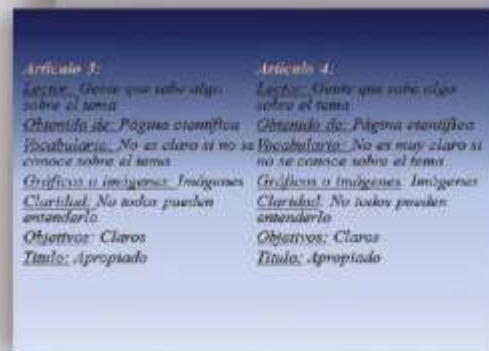 Artículo 3:
Lector: Gente que sabe algo
sobre el tema
Obtenido de: Página científica
Vocabulario: No es claro si no se
conoce sobre el tema
Gráficos o imágenes: Imágenes
Claridad: No todos pueden
entenderlo
Objetivos: Claros
Título: Apropiado
Artículo 4:
Lector: Gente que sabe algo
sobre el tema
Obtenido de: Página científica
Vocabulario: No es muy claro si
no se conoce sobre el tema
Gráficos o imágenes: Imágenes
Claridad: No todos pueden
entenderlo
Objetivos: Claros
Título: Apropiado